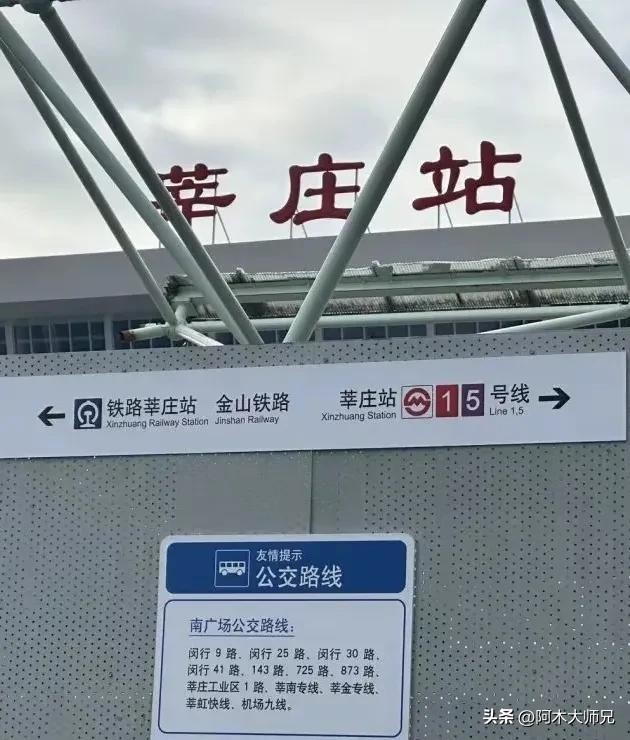 莘庄站
铁路莘庄站 金山铁路
Xinzhuang Railway Station Jinshan Railway
莘庄站 1 5 号线
Xinzhuang Station Line 1,5
友情提示
公交路线
南广场公交路线：
闵行 9 路、闵行 25 路、闵行 30 路、
闵行 41 路、143 路、725 路、873 路、
莘庄工业区 1 路、莘南专线、莘金专线、
莘虹快线、机场九线。
头条 @阿木大师兄